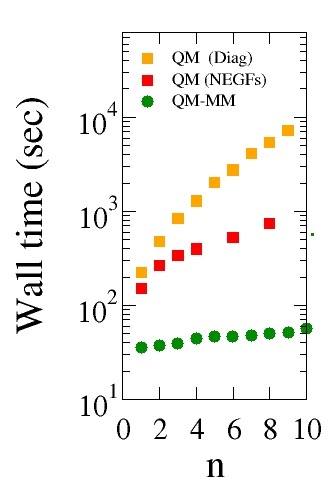 QM (Diag)
QM (NEGFs)
QM-MM
Wall time (sec)
10^4
10^3
10^2
10^1
0 2 4 6 8 10
n